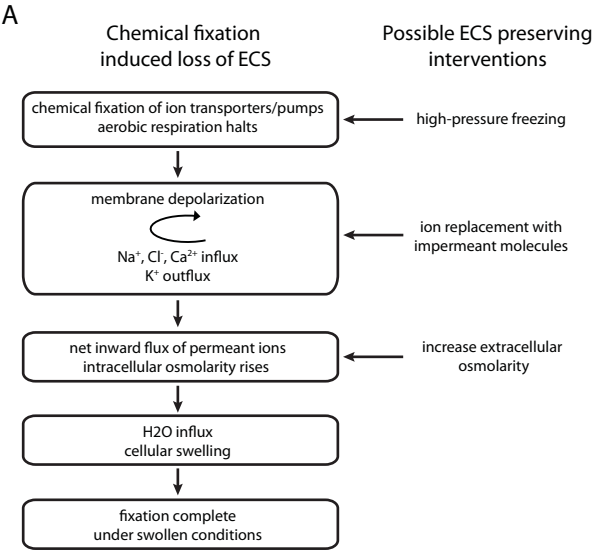 A
Chemical fixation
induced loss of ECS
Possible ECS preserving
interventions
chemical fixation of ion transporters/pumps
aerobic respiration halts
high-pressure freezing
membrane depolarization
Na⁺, Cl⁻, Ca²⁺ influx
K⁺ outflux
ion replacement with
impermeant molecules
net inward flux of permeant ions
intracellular osmolarity rises
increase extracellular
osmolarity
H2O influx
cellular swelling
fixation complete
under swollen conditions